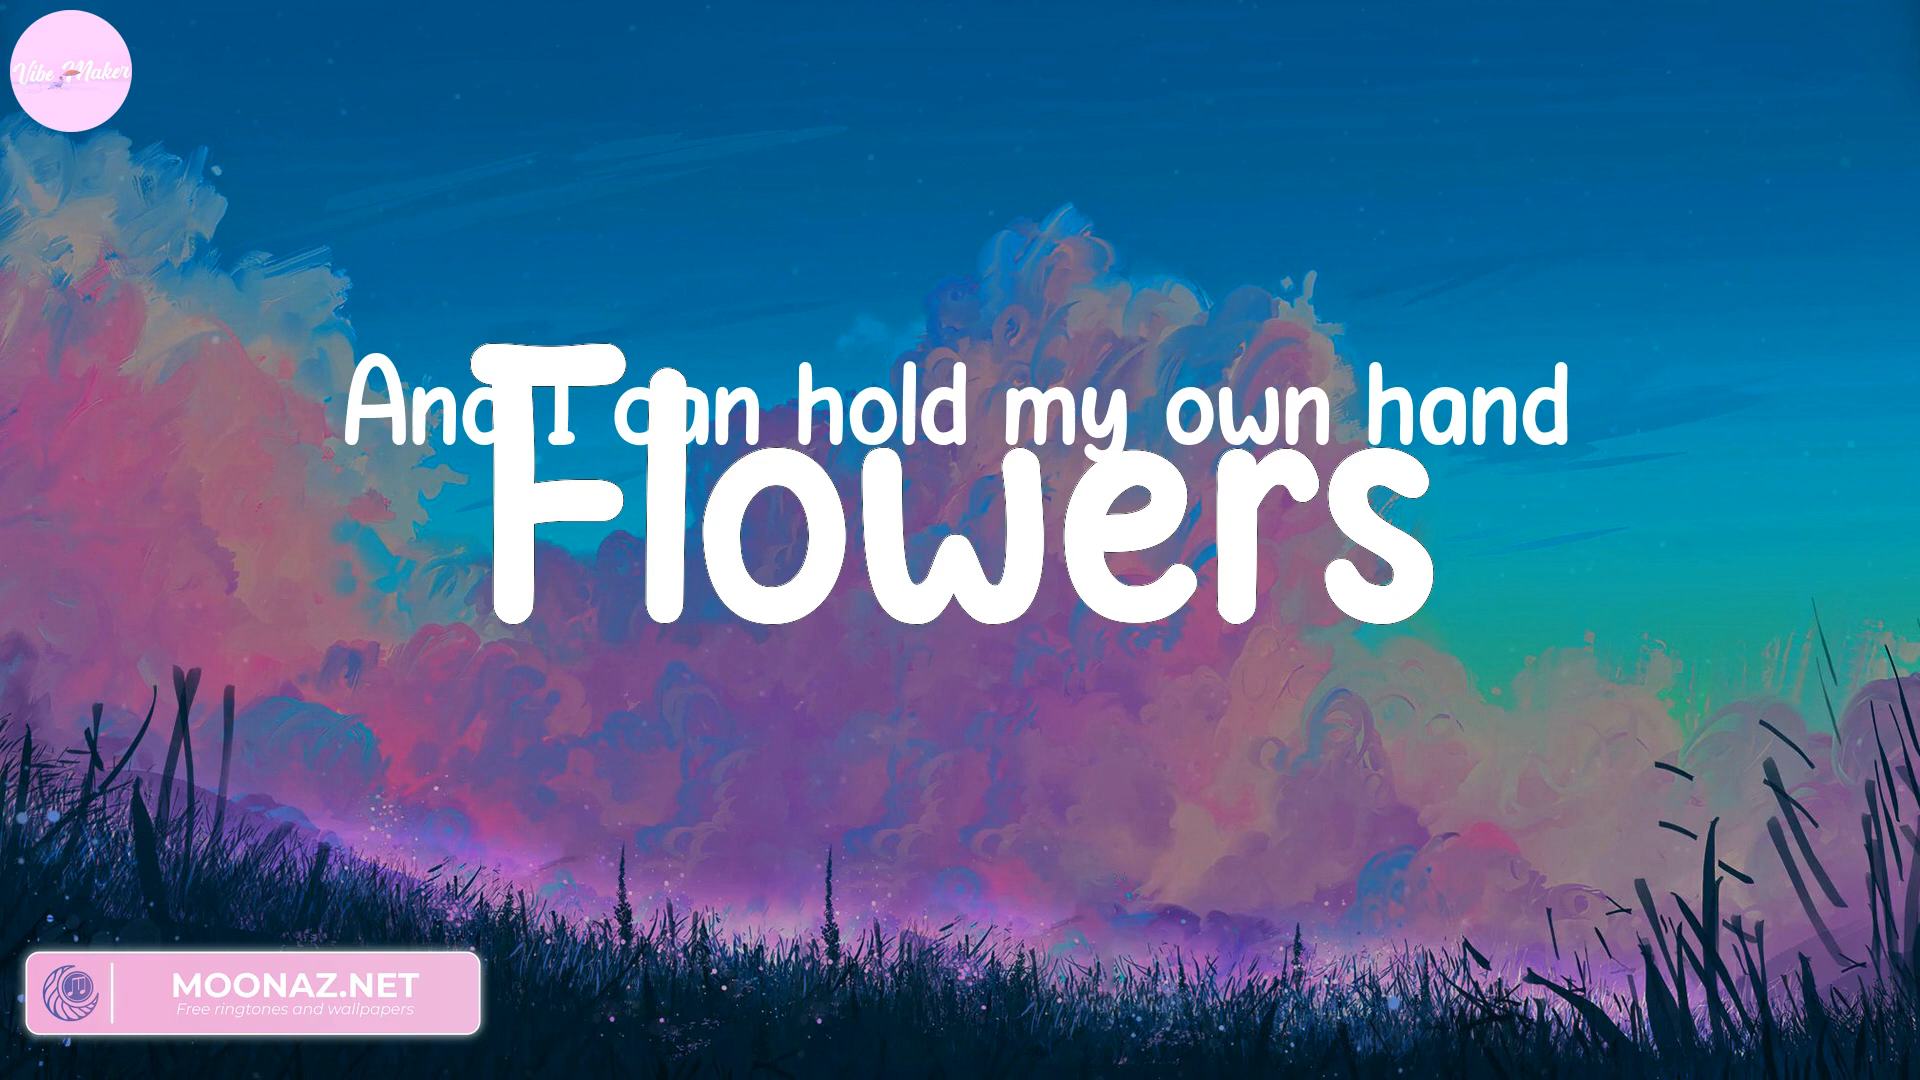 Vibe Maker
And I can hold my own hand
Flowers
MOONAZ.NET
Free ringtones and wallpapers